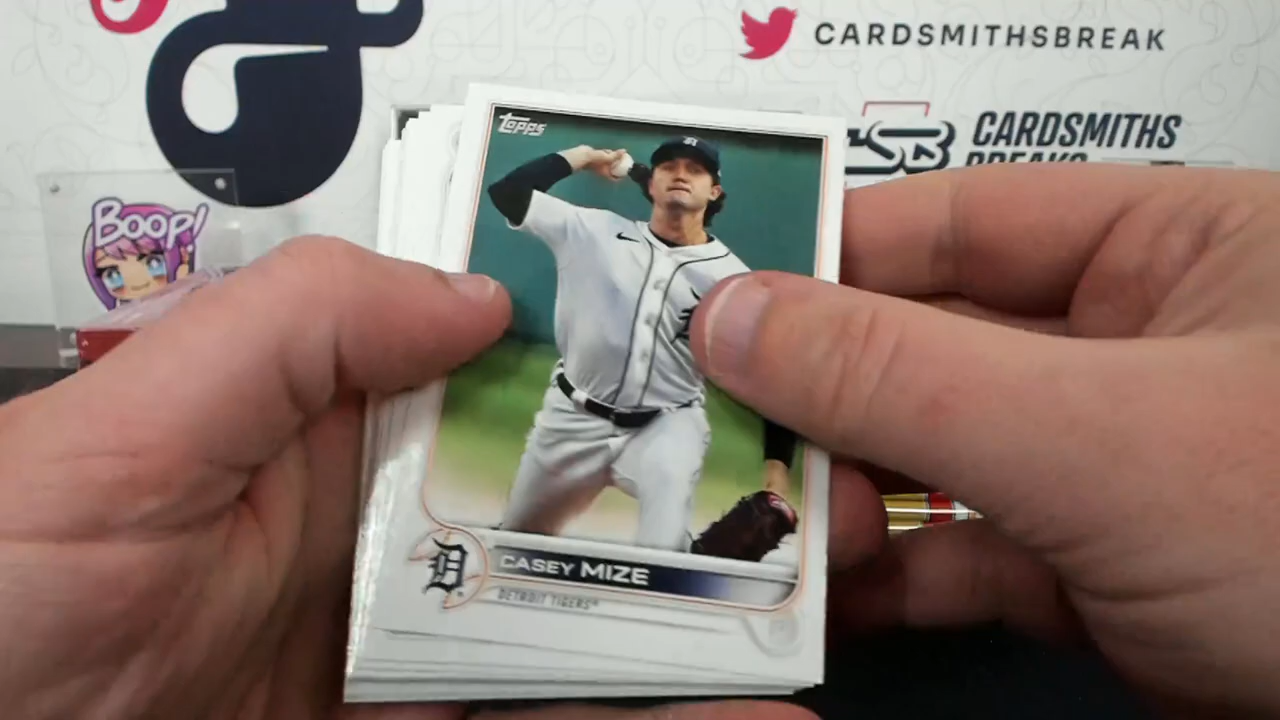 CARDSMITHSBREAK
CARDSMITHS
BREAKS
Boop!
Topps
CASEY MIZE
DETROIT TIGERS